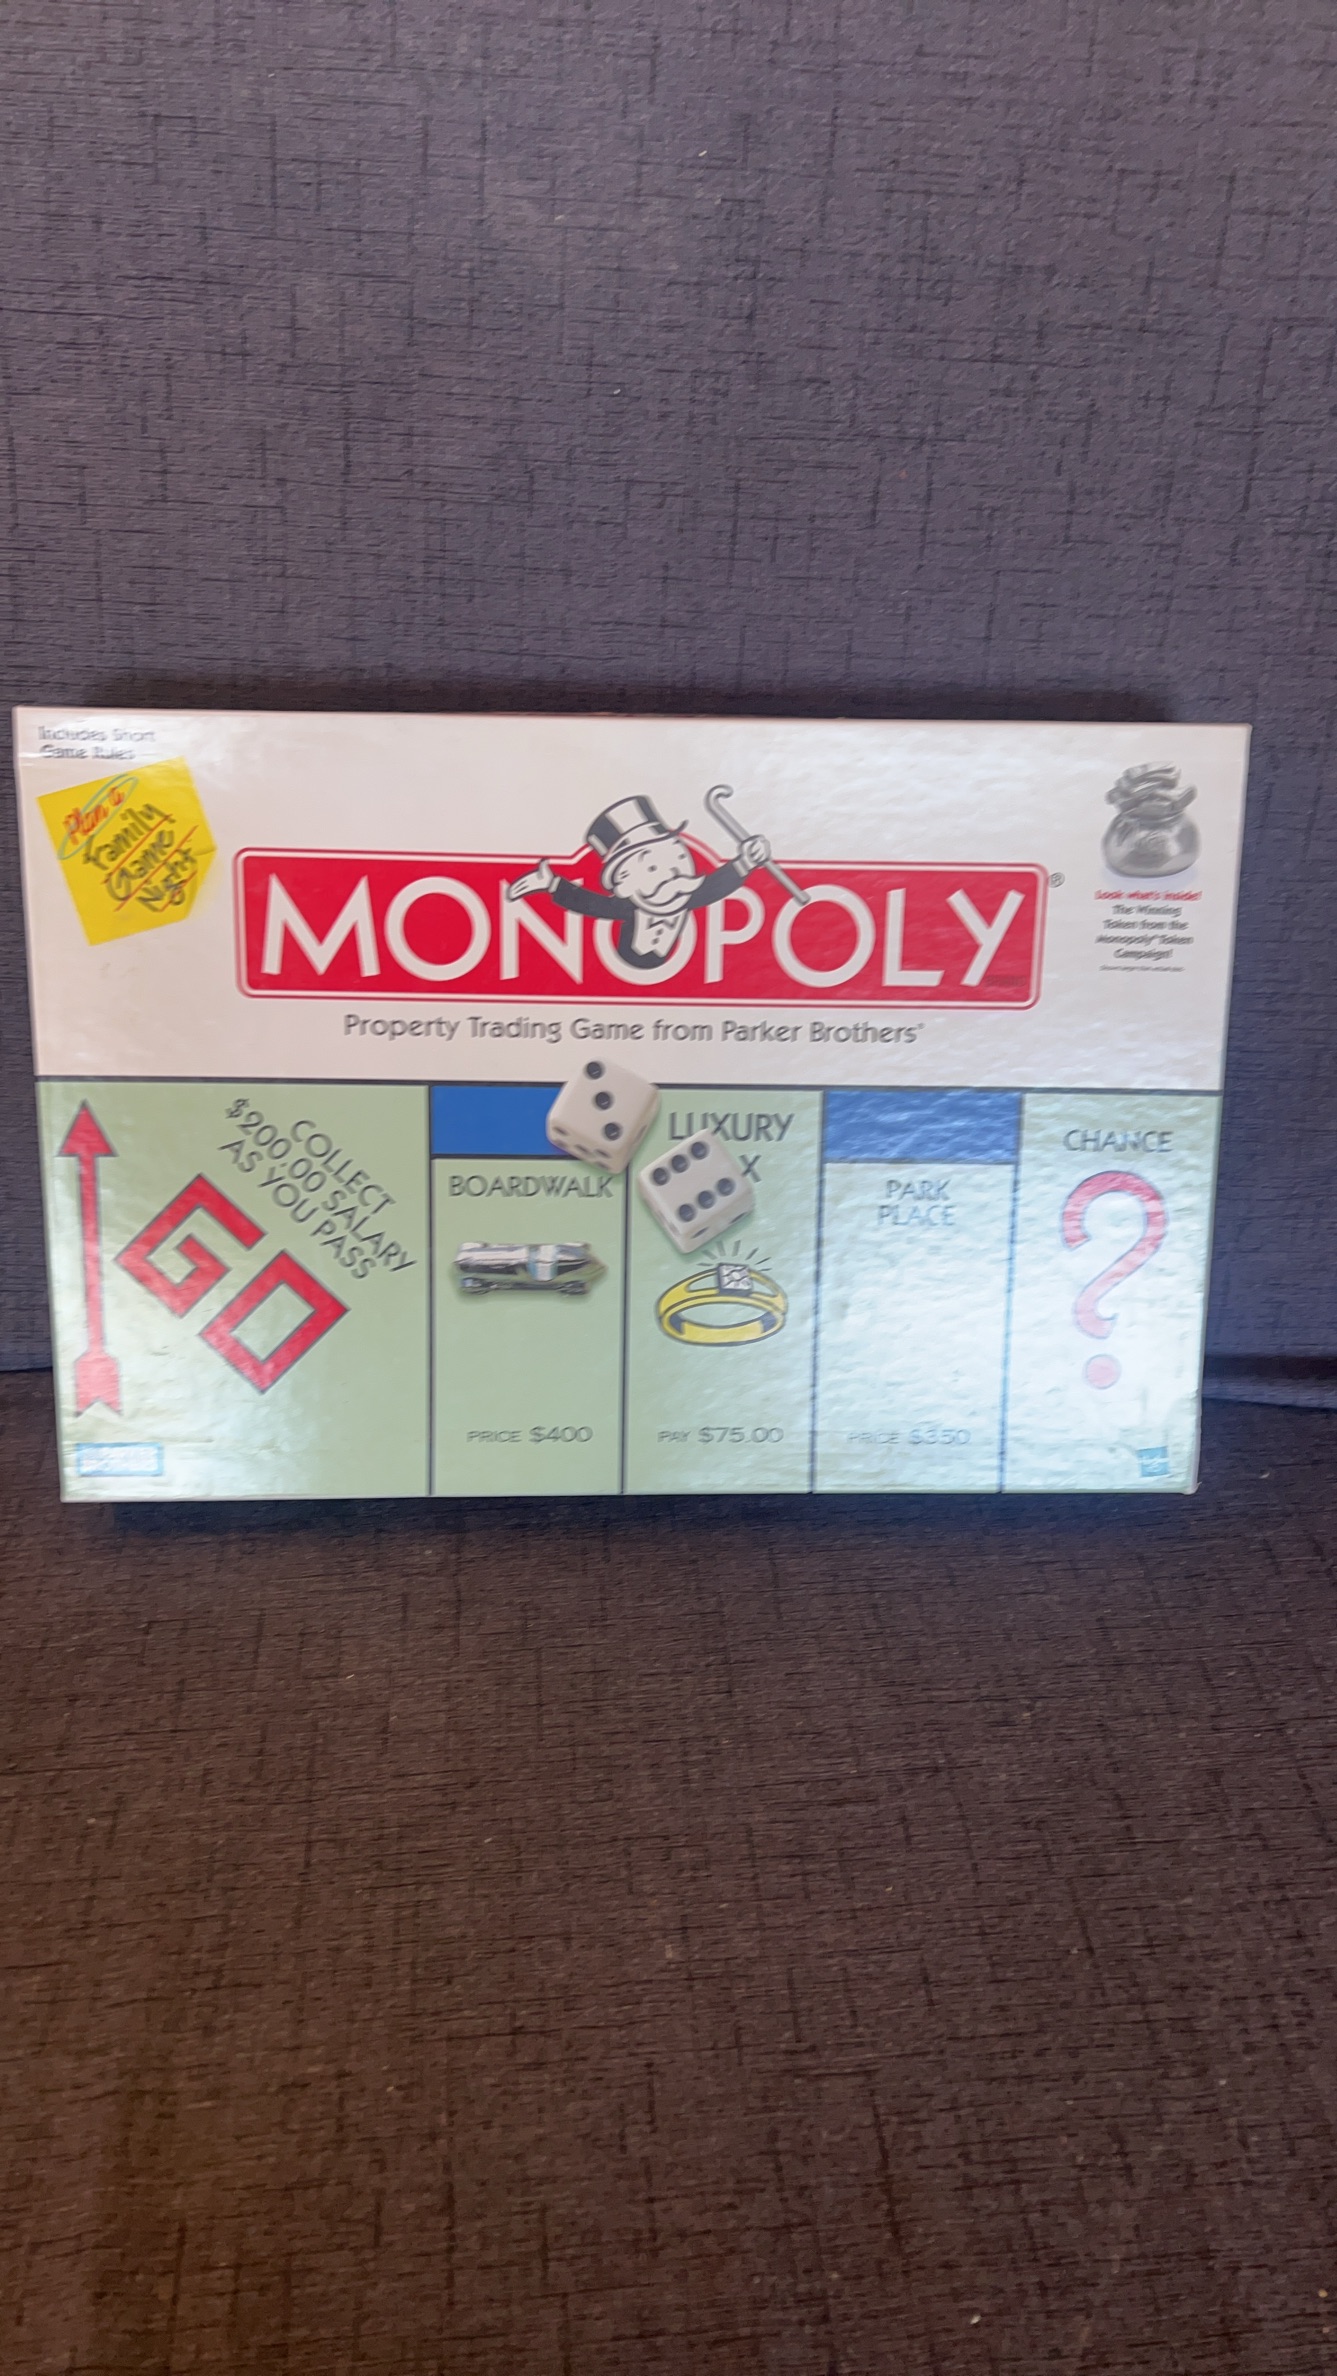 Includes Short
Game Rules
Plan a
Family
Game
Night
MONOPOLY®
Look what's inside!
The Winning
Token from the
Monopoly® Token
Campaign!
Property Trading Game from Parker Brothers®
COLLECT
$200.00 SALARY
AS YOU PASS
GO
BOARDWALK
PRICE $400
LUXURY
X
PAY $75.00
PARK
PLACE
PRICE $350
CHANCE
?